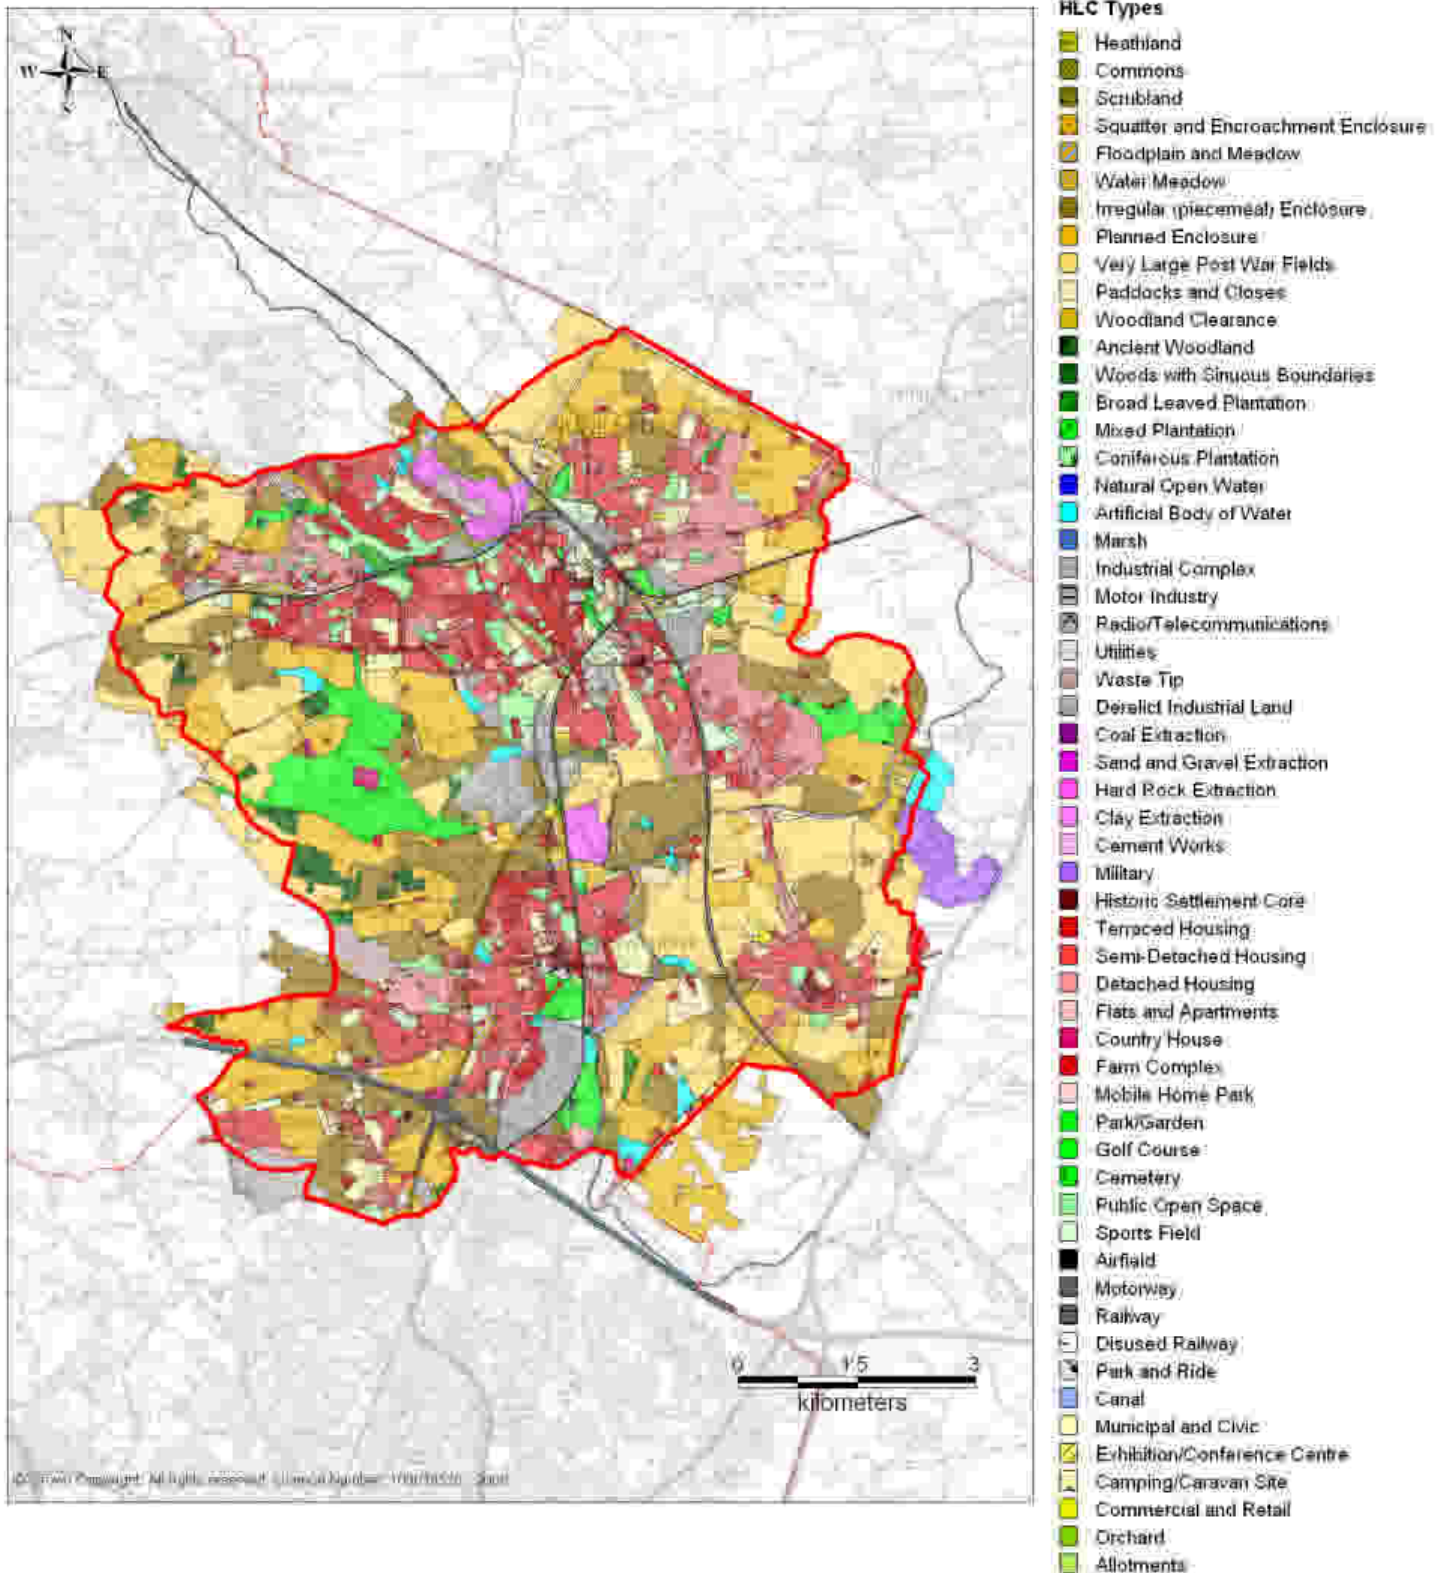 N
W
E
HLC Types
Heathland
Commons
Scrubland
Squatter and Encroachment Enclosure
Floodplain and Meadow
Water Meadow
Irregular (piecemeal) Enclosure
Planned Enclosure
Very Large Post War Fields
Paddocks and Closes
Woodland Clearance
Ancient Woodland
Woods with Sinuous Boundaries
Broad Leaved Plantation
Mixed Plantation
Coniferous Plantation
Natural Open Water
Artificial Body of Water
Marsh
Industrial Complex
Motor Industry
Radio/Telecommunications
Utilities
Waste Tip
Derelict Industrial Land
Coal Extraction
Sand and Gravel Extraction
Hard Rock Extraction
Clay Extraction
Cement Works
Military
Historic Settlement Core
Terraced Housing
Semi-Detached Housing
Detached Housing
Flats and Apartments
Country House
Farm Complex
Mobile Home Park
Park/Garden
Golf Course
Cemetery
Public Open Space
Sports Field
Airfield
Motorway
Railway
Disused Railway
Park and Ride
Canal
Municipal and Civic
Exhibition/Conference Centre
Camping/Caravan Site
Commercial and Retail
Orchard
Allotments
0 1.5 3
kilometers
Copyright. All rights reserved.